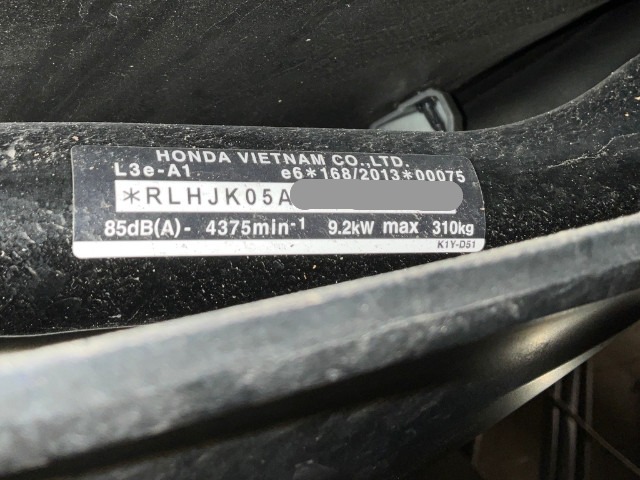 HONDA VIETNAM CO.,LTD.
L3e-A1 e6*168/2013*00075
*RLHJK05A
85dB(A)- 4375min-1 9.2kW max 310kg
K1Y-D51